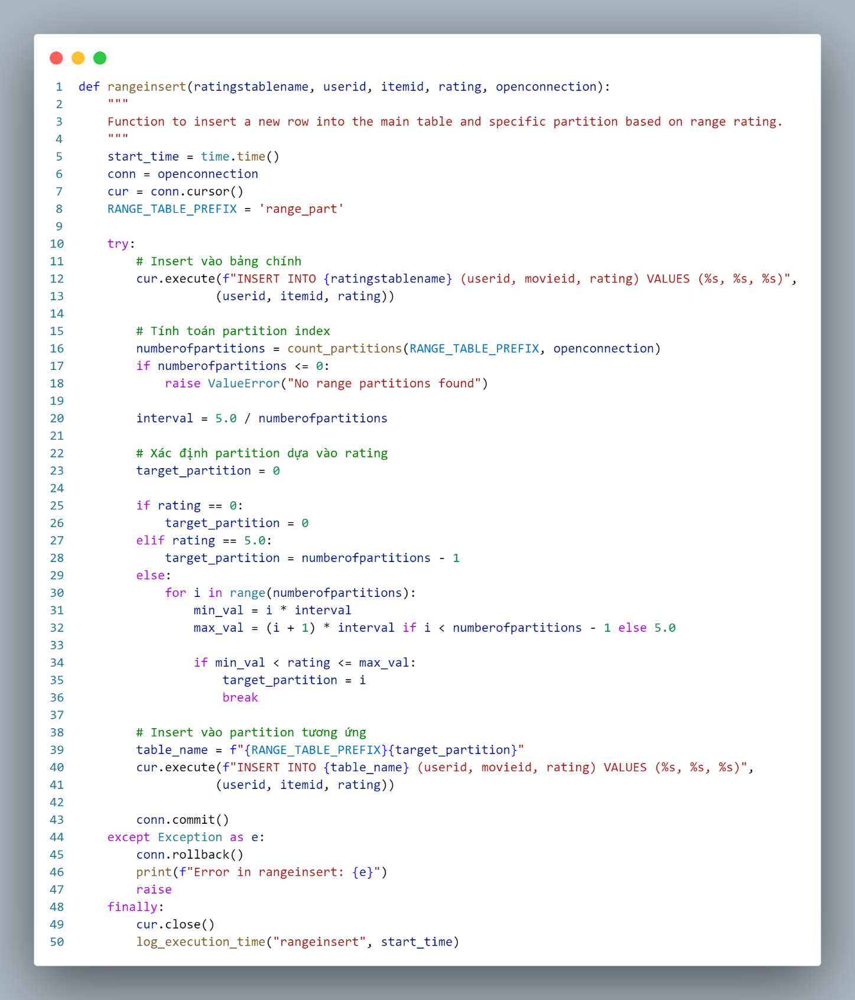 1 def rangeinsert(ratingstablename, userid, itemid, rating, openconnection):
2     """
3     Function to insert a new row into the main table and specific partition based on range rating.
4     """
5     start_time = time.time()
6     conn = openconnection
7     cur = conn.cursor()
8     RANGE_TABLE_PREFIX = 'range_part'
9
10     try:
11         # Insert vào bảng chính
12         cur.execute(f"INSERT INTO {ratingstablename} (userid, movieid, rating) VALUES (%s, %s, %s)",
13                    (userid, itemid, rating))
14
15         # Tính toán partition index
16         numberofpartitions = count_partitions(RANGE_TABLE_PREFIX, openconnection)
17         if numberofpartitions <= 0:
18             raise ValueError("No range partitions found")
19
20         interval = 5.0 / numberofpartitions
21
22         # Xác định partition dựa vào rating
23         target_partition = 0
24
25         if rating == 0:
26             target_partition = 0
27         elif rating == 5.0:
28             target_partition = numberofpartitions - 1
29         else:
30             for i in range(numberofpartitions):
31                 min_val = i * interval
32                 max_val = (i + 1) * interval if i < numberofpartitions - 1 else 5.0
33
34                 if min_val < rating <= max_val:
35                     target_partition = i
36                     break
37
38         # Insert vào partition tương ứng
39         table_name = f"{RANGE_TABLE_PREFIX}{target_partition}"
40         cur.execute(f"INSERT INTO {table_name} (userid, movieid, rating) VALUES (%s, %s, %s)",
41                    (userid, itemid, rating))
42
43         conn.commit()
44     except Exception as e:
45         conn.rollback()
46         print(f"Error in rangeinsert: {e}")
47         raise
48     finally:
49         cur.close()
50         log_execution_time("rangeinsert", start_time)